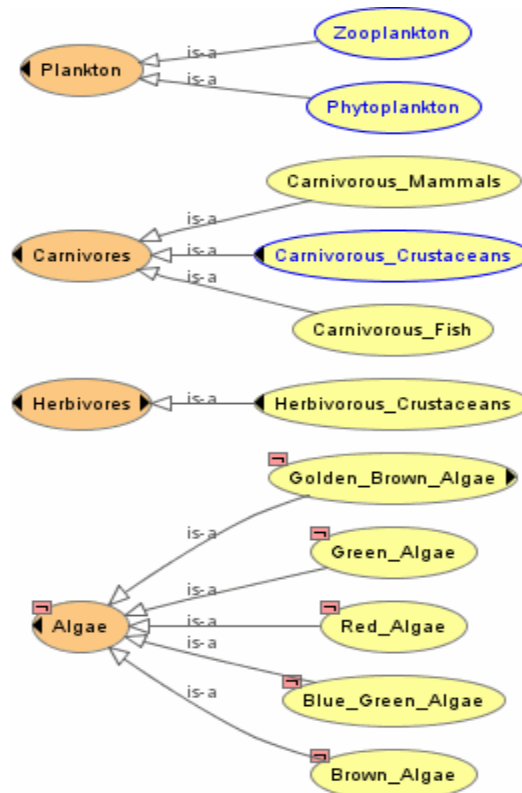 Zooplankton
is-a
Plankton
is-a
Phytoplankton
Carnivorous_Mammals
is-a
Carnivores
is-a
Carnivorous_Crustaceans
is-a
Carnivorous_Fish
Herbivores
is-a
Herbivorous_Crustaceans
¬
Golden_Brown_Algae
is-a
¬
Green_Algae
is-a
¬
Algae
is-a
¬
Red_Algae
is-a
¬
Blue_Green_Algae
is-a
¬
Brown_Algae